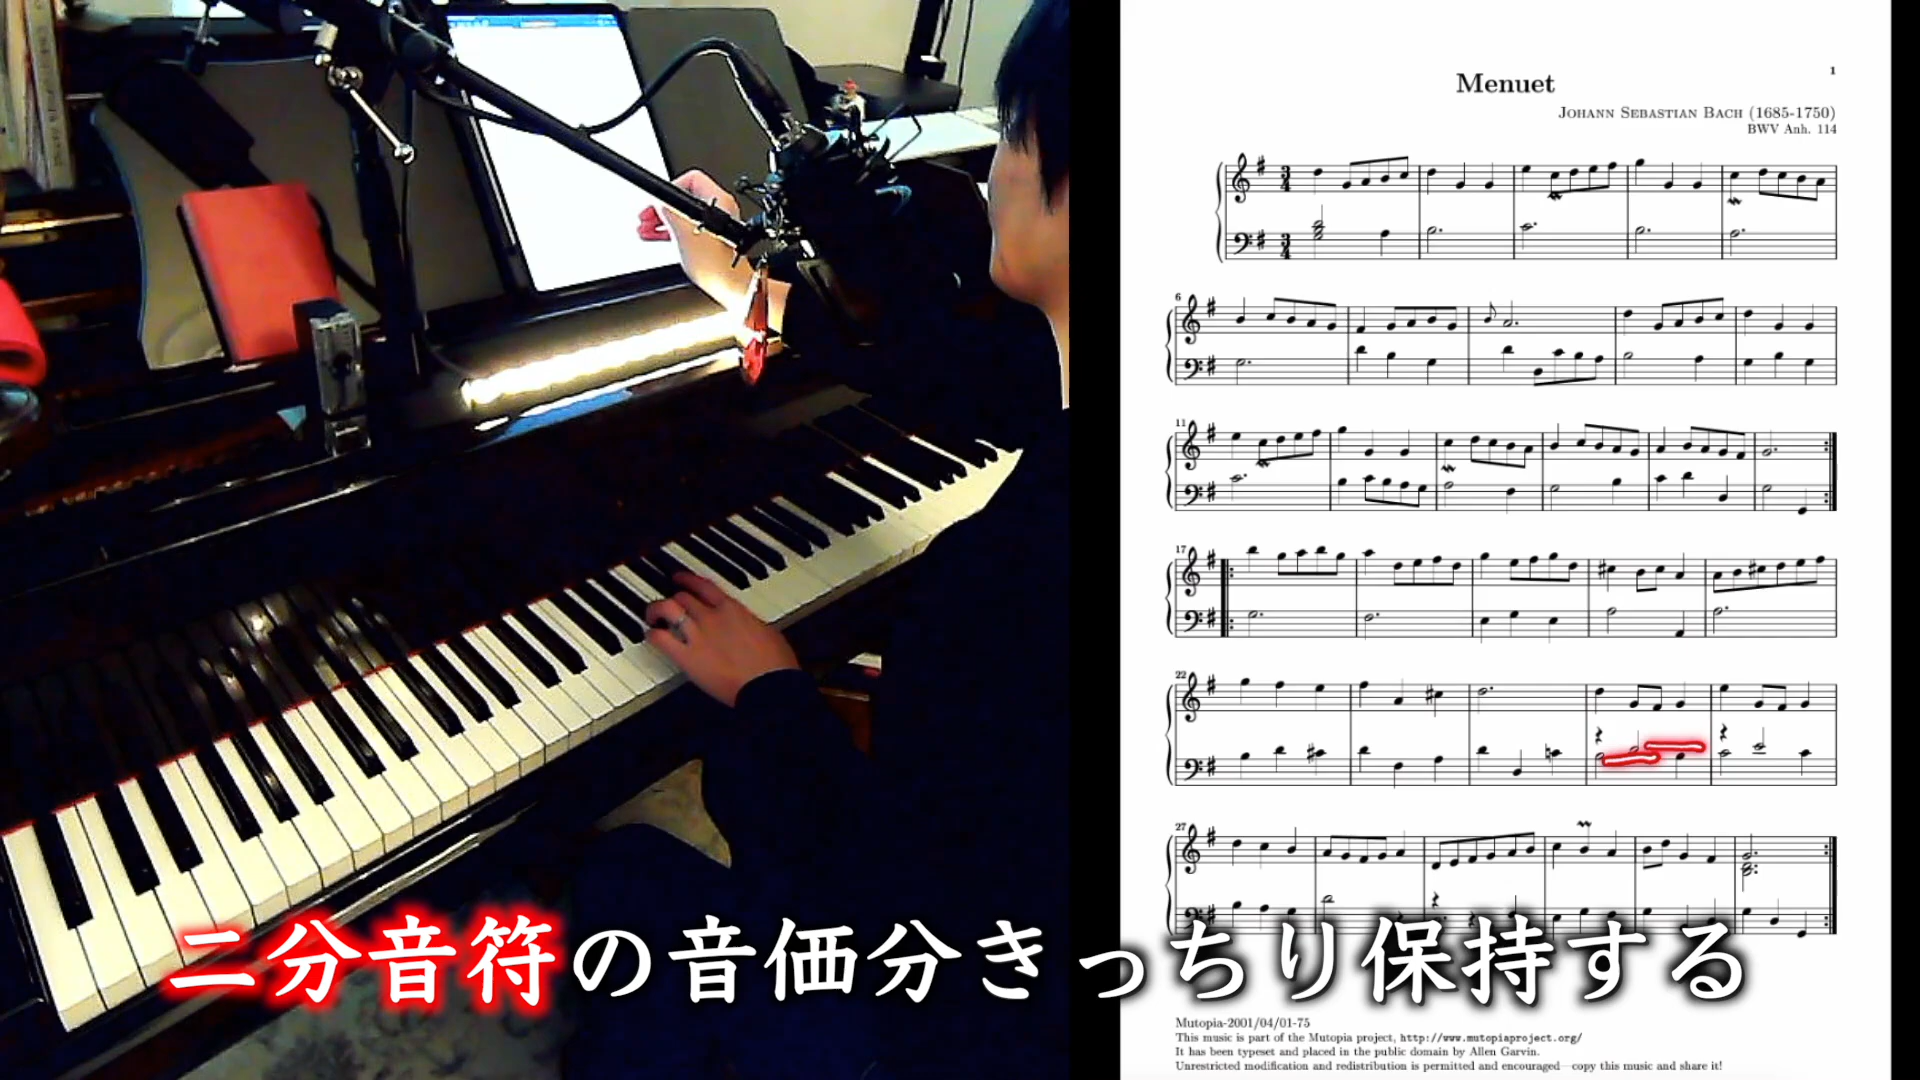 1
Menuet
JOHANN SEBASTIAN BACH (1685-1750)
BWV Anh. 114
6
11
17
22
27
二分音符の音価分きっちり保持する
Mutopia-2001/04/01-75
This music is part of the Mutopia project, http://www.mutopiaproject.org/
It has been typeset and placed in the public domain by Allen Garvin.
Unrestricted modification and redistribution is permitted and encouraged—copy this music and share it!